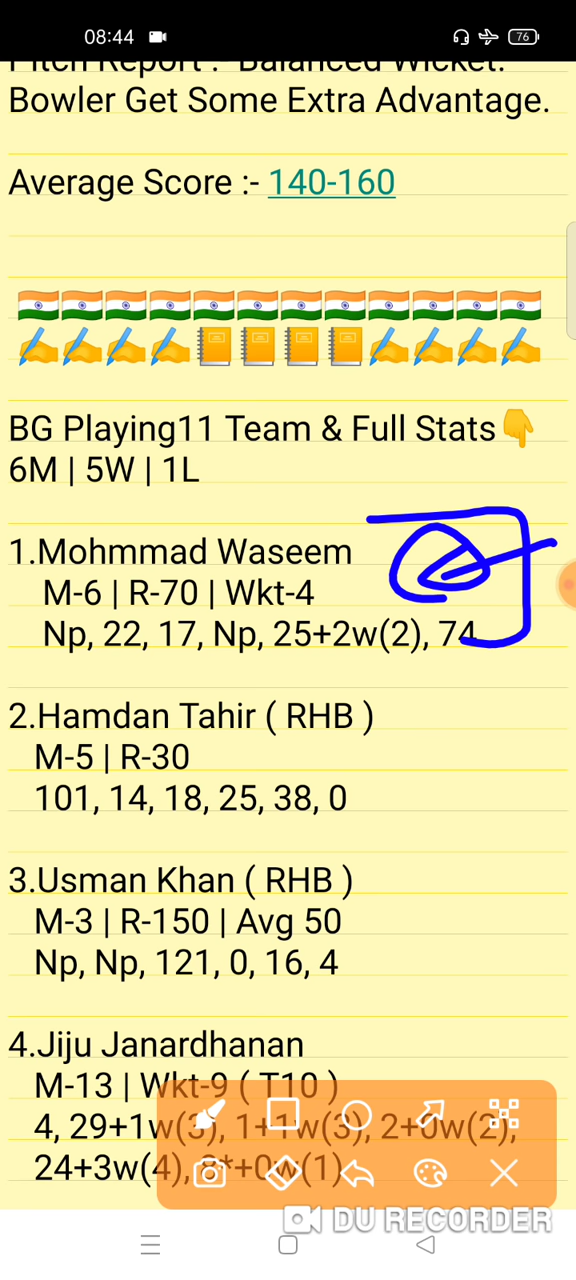 08:44
76
Pitch Report :- Balanced Wicket.
Bowler Get Some Extra Advantage.
Average Score :- 140-160
BG Playing11 Team & Full Stats👇
6M | 5W | 1L
1.Mohmmad Waseem
M-6 | R-70 | Wkt-4
Np, 22, 17, Np, 25+2w(2), 74
2.Hamdan Tahir ( RHB )
M-5 | R-30
101, 14, 18, 25, 38, 0
3.Usman Khan ( RHB )
M-3 | R-150 | Avg 50
Np, Np, 121, 0, 16, 4
4.Jiju Janardhanan
M-13 | Wkt-9 ( T10 )
4, 29+1w(3), 1+1w(3), 2+0w(2),
24+3w(4), 8*+0w(1)
DU RECORDER